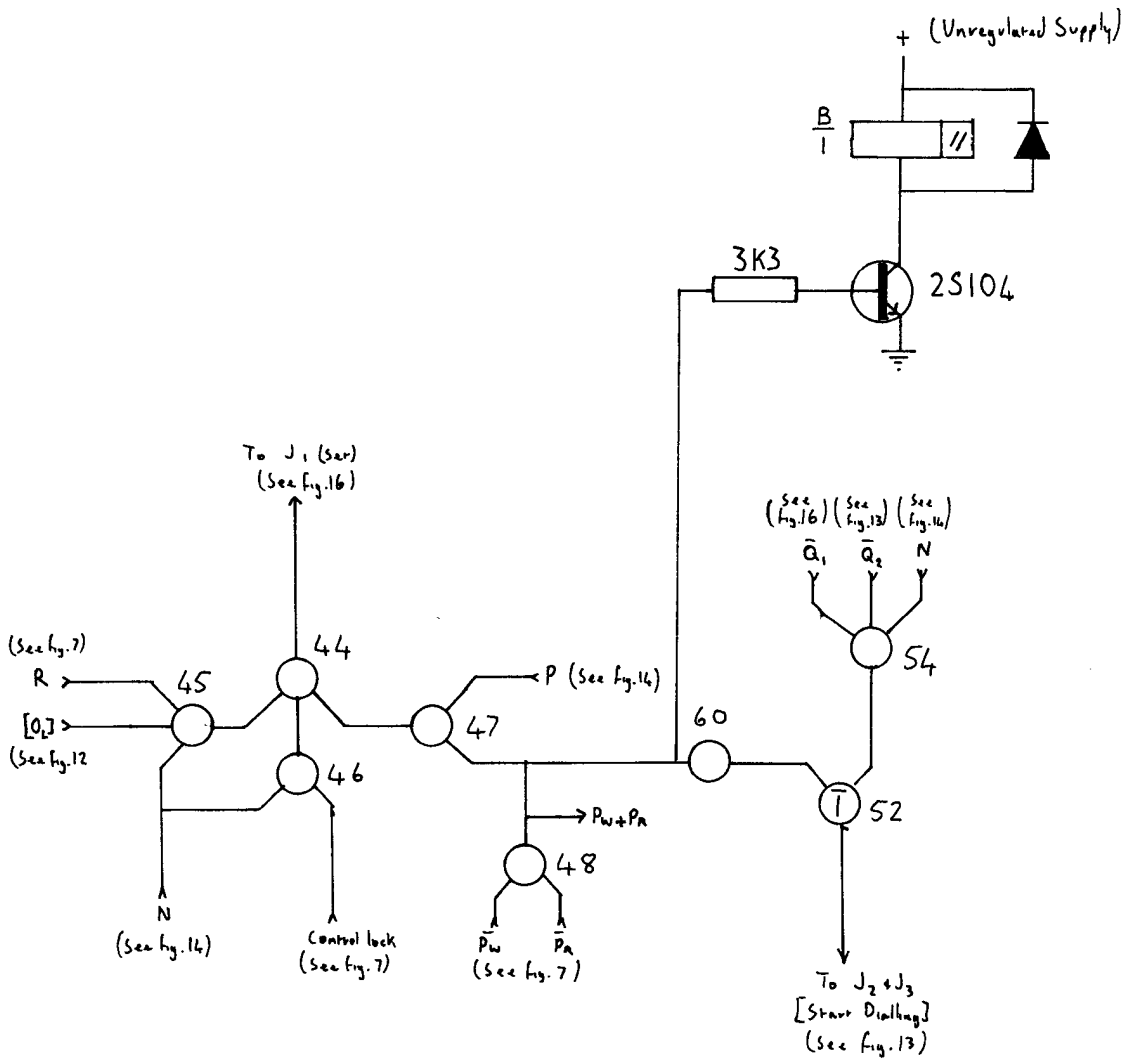 + (Unregulated Supply)
B
1
//
3K3
2S104
To J1 (Set)
(See fig.16)
(See fig.16) (See fig.13) (See fig.14)
Q̄1 Q̄2 N
44
54
(See fig.7)
R
45
P (See fig.14)
47
[O2]
(See fig.12
60
46
1̄
52
PW+PR
48
N
(See fig.14)
Control lock
(See fig.7)
P̄W P̄R
(See fig.7)
To J2 & J3
[Start Dialling]
(See fig.13)